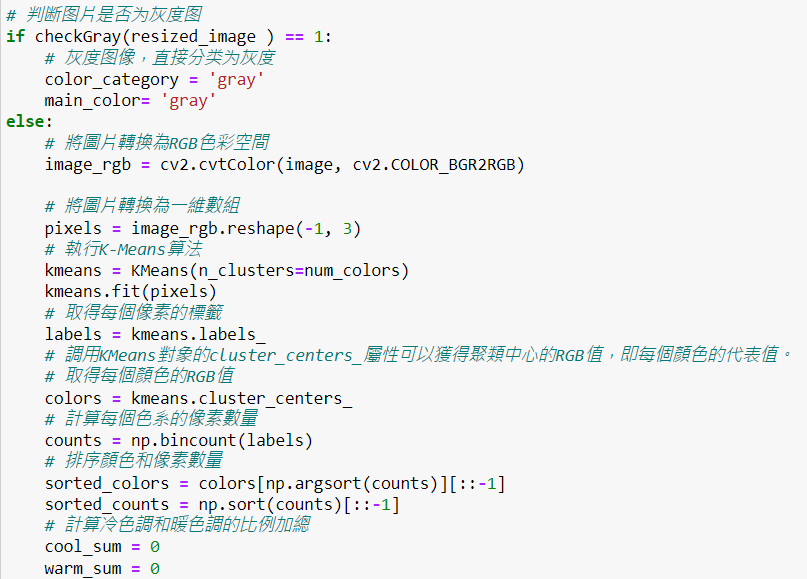 # 判断图片是否为灰度图
if checkGray(resized_image ) == 1:
    # 灰度图像，直接分类为灰度
    color_category = 'gray'
    main_color= 'gray'
else:
    # 將圖片轉換為RGB色彩空間
    image_rgb = cv2.cvtColor(image, cv2.COLOR_BGR2RGB)

    # 將圖片轉換為一維數組
    pixels = image_rgb.reshape(-1, 3)
    # 執行K-Means算法
    kmeans = KMeans(n_clusters=num_colors)
    kmeans.fit(pixels)
    # 取得每個像素的標籤
    labels = kmeans.labels_
    # 調用KMeans對象的cluster_centers_屬性可以獲得聚類中心的RGB值，即每個顏色的代表值。
    # 取得每個顏色的RGB值
    colors = kmeans.cluster_centers_
    # 計算每個色系的像素數量
    counts = np.bincount(labels)
    # 排序顏色和像素數量
    sorted_colors = colors[np.argsort(counts)][::-1]
    sorted_counts = np.sort(counts)[::-1]
    # 計算冷色調和暖色調的比例加總
    cool_sum = 0
    warm_sum = 0